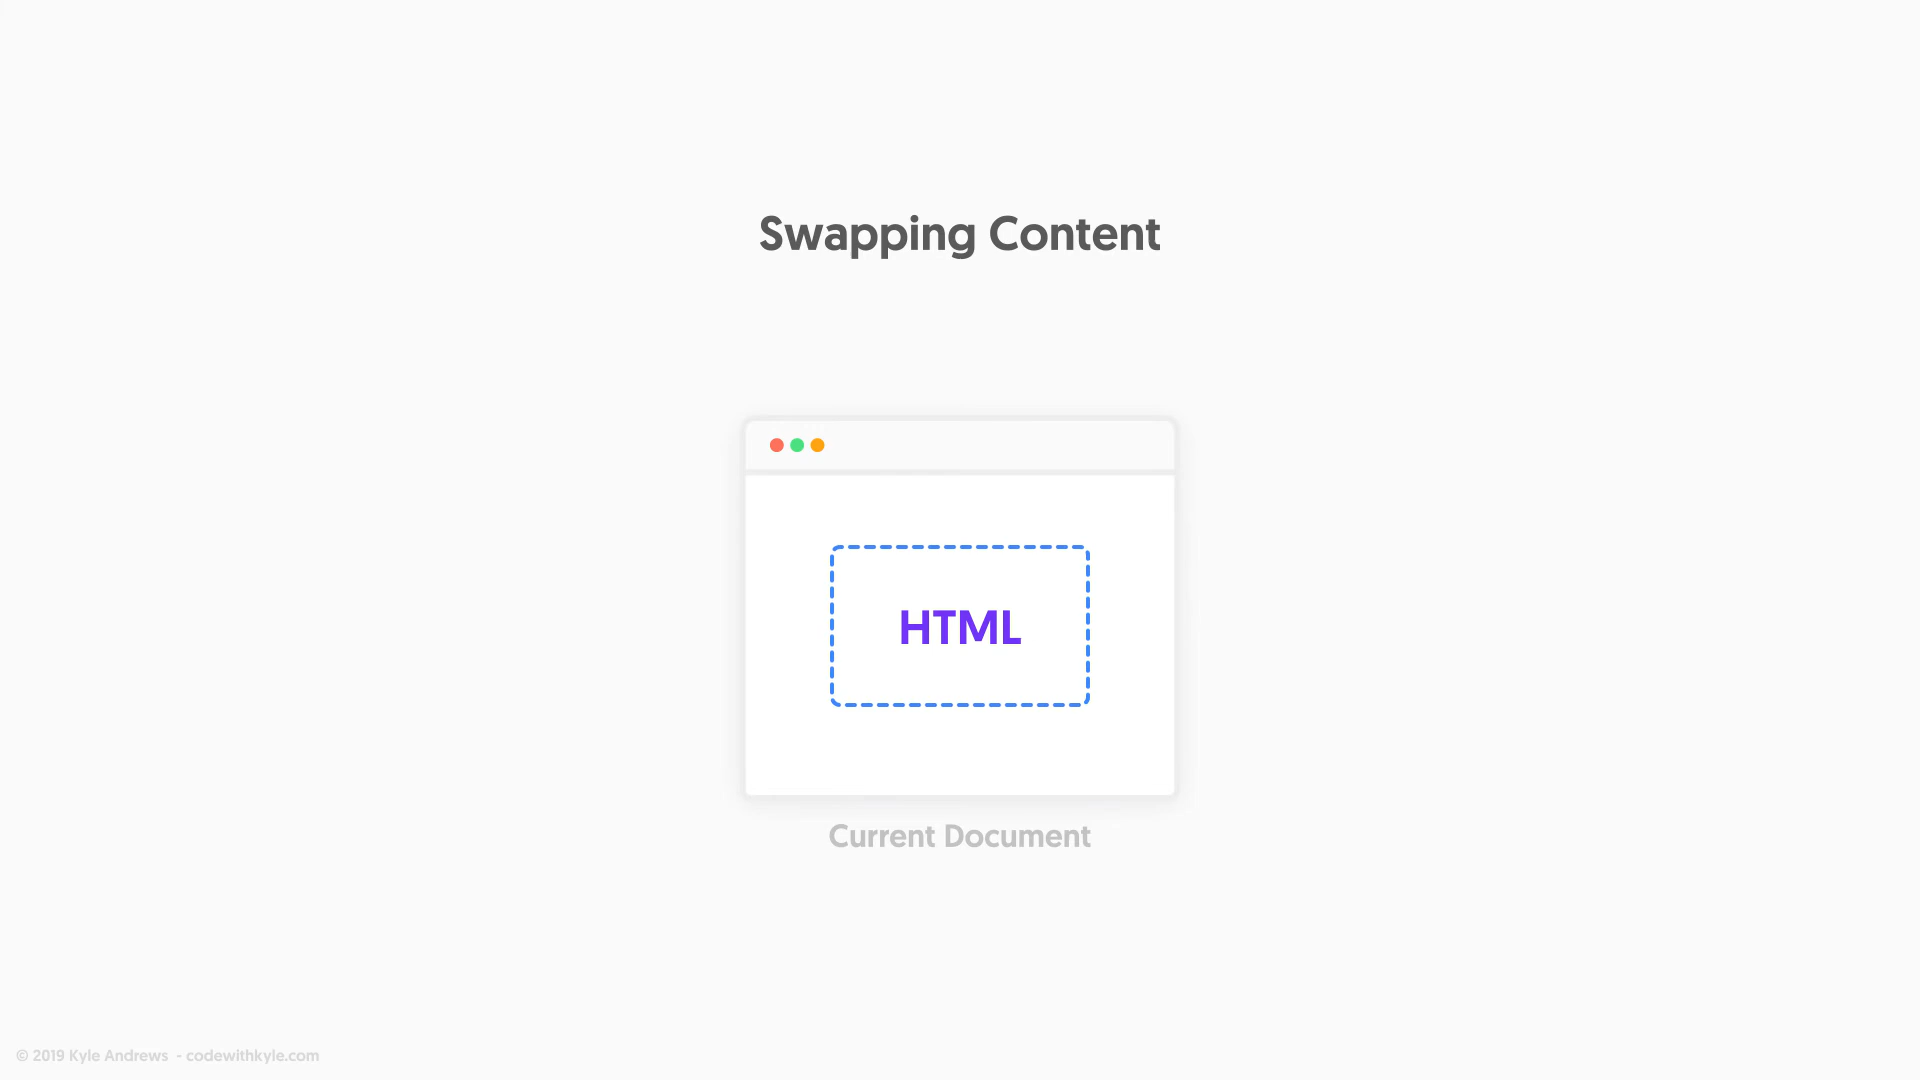 Swapping Content
HTML
Current Document
© 2019 Kyle Andrews - codewithkyle.com